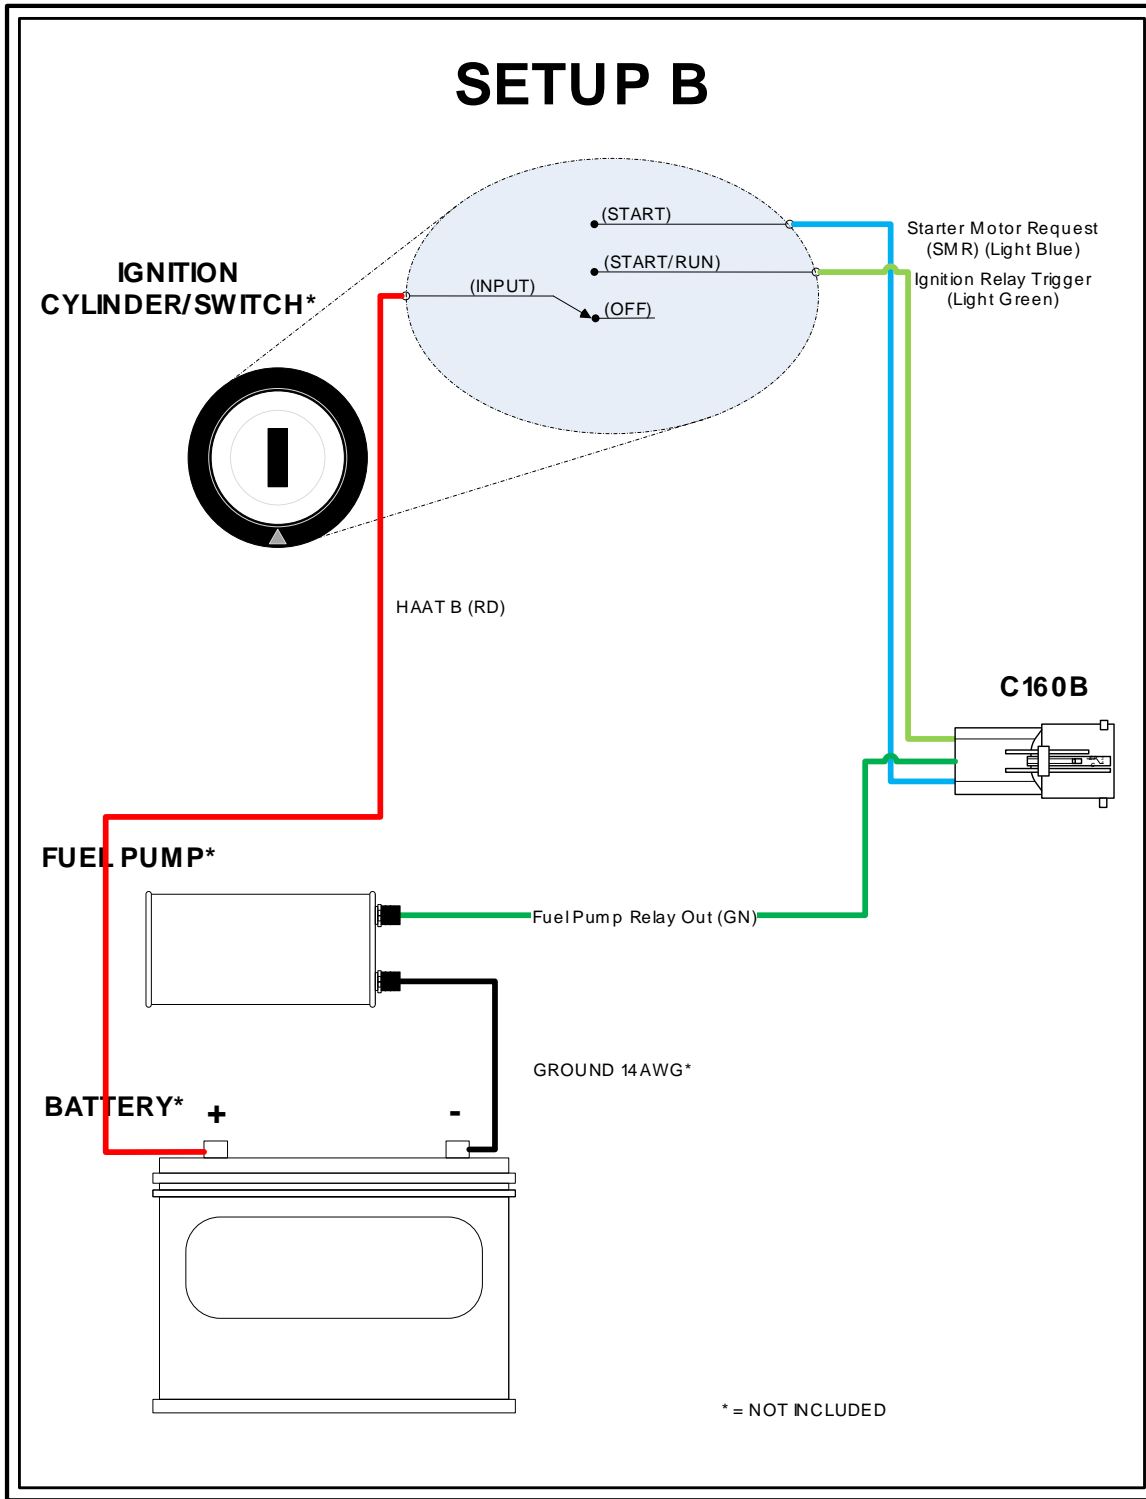 SETUP B
(START)
Starter Motor Request
(SMR) (Light Blue)
IGNITION
CYLINDER/SWITCH*
(START/RUN)
Ignition Relay Trigger
(Light Green)
(INPUT)
(OFF)
HAAT B (RD)
C160B
FUEL PUMP*
Fuel Pump Relay Out (GN)
GROUND 14AWG*
BATTERY*
+
-
* = NOT INCLUDED